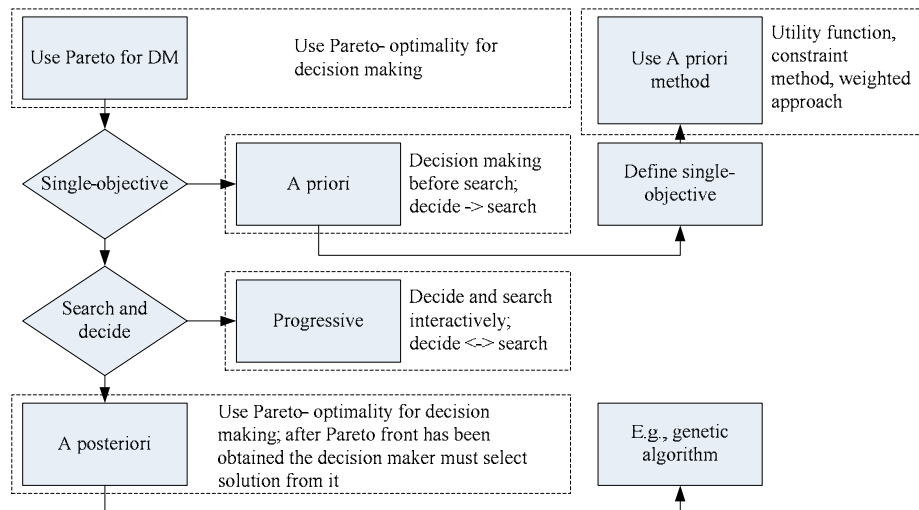 Use Pareto for DM
Use Pareto- optimality for
decision making
Use A priori
method
Utility function,
constraint
method, weighted
approach
Single-objective
A priori
Decision making
before search;
decide -> search
Define single-
objective
Search and
decide
Progressive
Decide and search
interactively;
decide <-> search
A posteriori
Use Pareto- optimality for decision
making; after Pareto front has been
obtained the decision maker must select
solution from it
E.g., genetic
algorithm